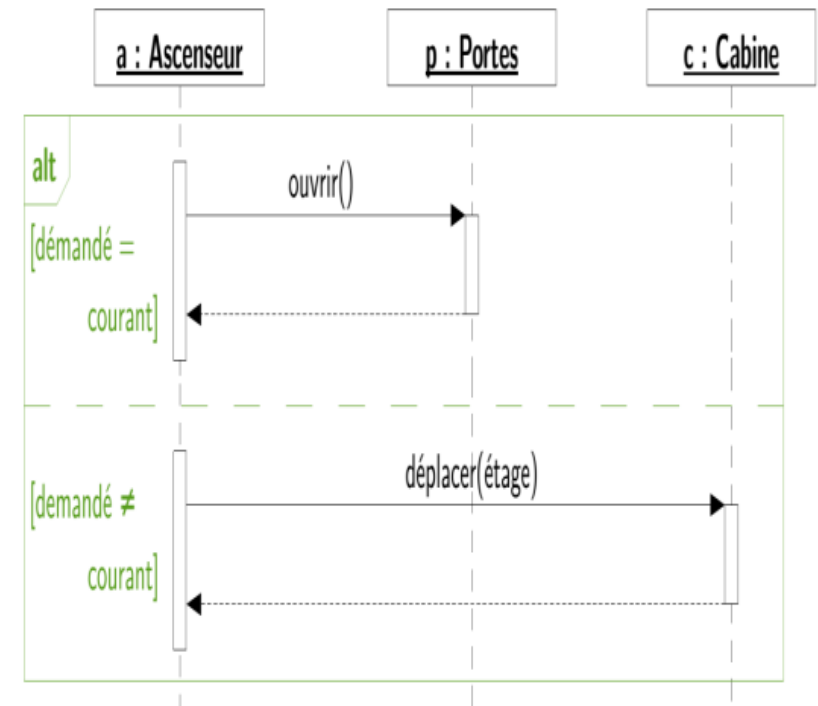 a : Ascenseur
p : Portes
c : Cabine
alt
ouvrir()
[démandé =
courant]
déplacer(étage)
[demandé ≠
courant]